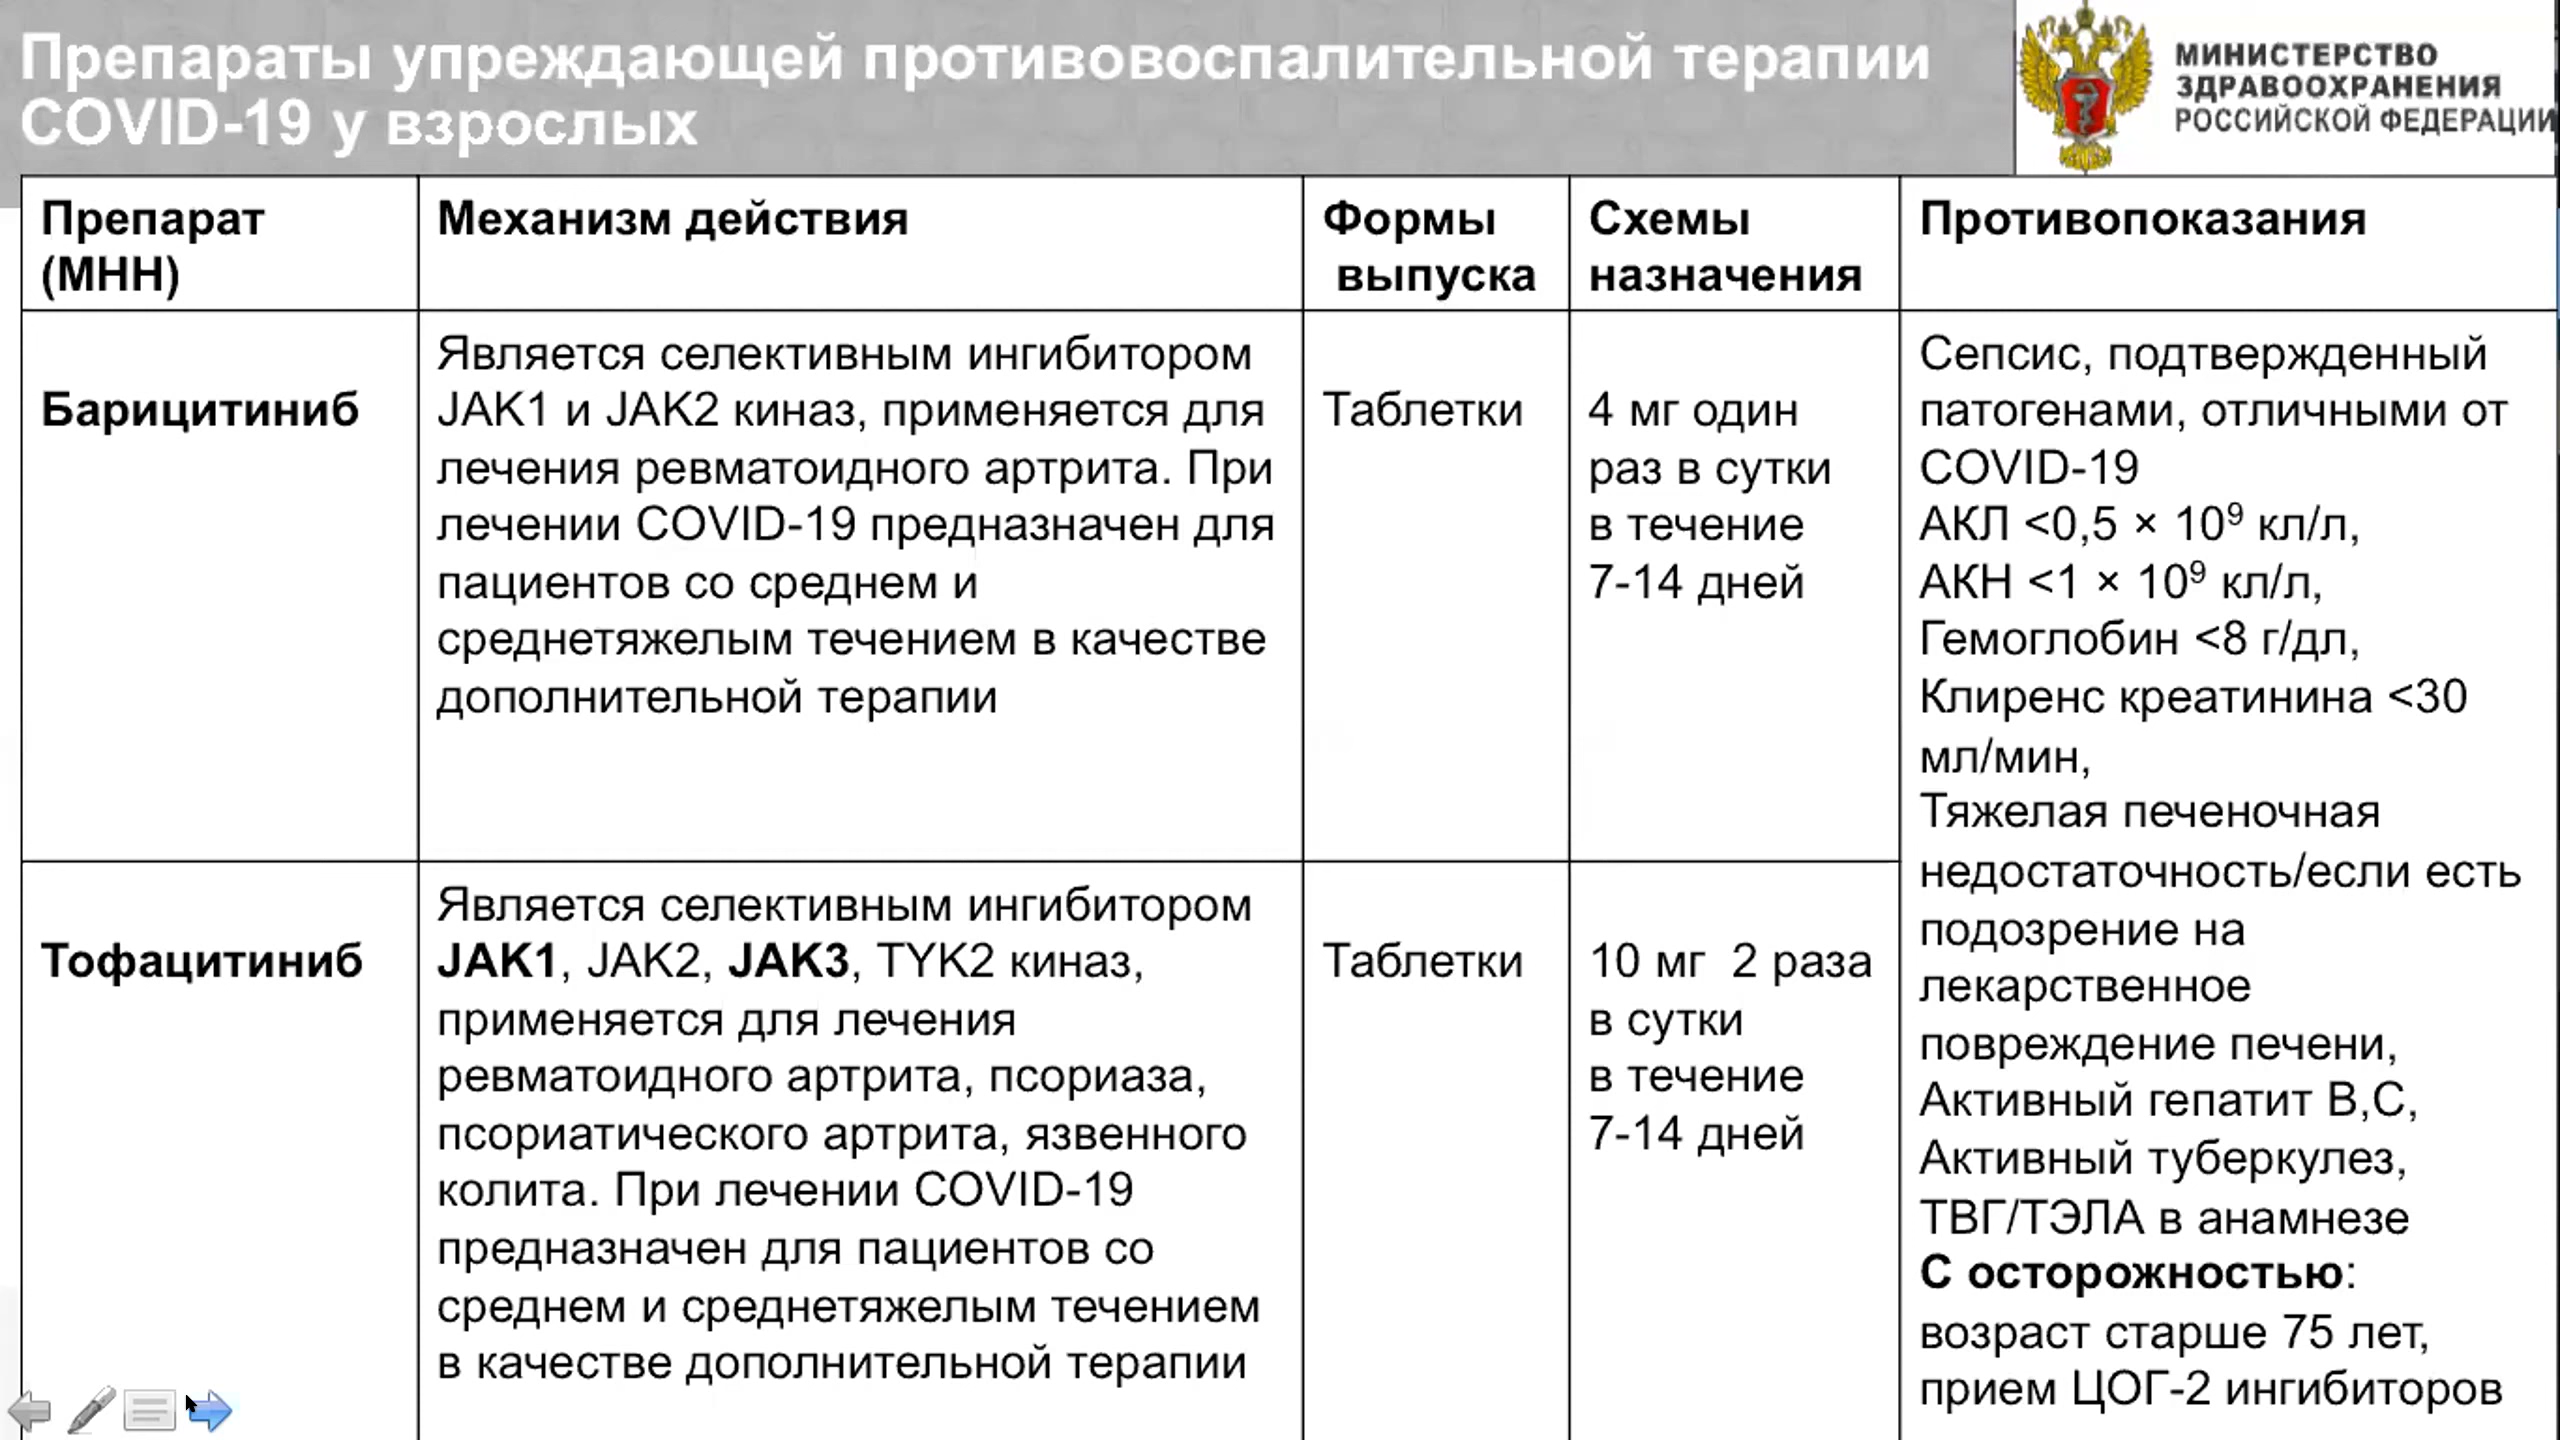 Препараты упреждающей противовоспалительной терапии
COVID-19 у взрослых
МИНИСТЕРСТВО
ЗДРАВООХРАНЕНИЯ
РОССИЙСКОЙ ФЕДЕРАЦИИ
Препарат
(МНН)
Механизм действия
Формы
выпуска
Схемы
назначения
Противопоказания
Барицитиниб
Является селективным ингибитором
JAK1 и JAK2 киназ, применяется для
лечения ревматоидного артрита. При
лечении COVID-19 предназначен для
пациентов со среднем и
среднетяжелым течением в качестве
дополнительной терапии
Таблетки
4 мг один
раз в сутки
в течение
7-14 дней
Сепсис, подтвержденный
патогенами, отличными от
COVID-19
АКЛ <0,5 × 10⁹ кл/л,
АКН <1 × 10⁹ кл/л,
Гемоглобин <8 г/дл,
Клиренс креатинина <30
мл/мин,
Тяжелая печеночная
недостаточность/если есть
подозрение на
лекарственное
повреждение печени,
Активный гепатит В,С,
Активный туберкулез,
ТВГ/ТЭЛА в анамнезе
С осторожностью:
возраст старше 75 лет,
прием ЦОГ-2 ингибиторов
Тофацитиниб
Является селективным ингибитором
JAK1, JAK2, JAK3, TYK2 киназ,
применяется для лечения
ревматоидного артрита, псориаза,
псориатического артрита, язвенного
колита. При лечении COVID-19
предназначен для пациентов со
среднем и среднетяжелым течением
в качестве дополнительной терапии
Таблетки
10 мг 2 раза
в сутки
в течение
7-14 дней